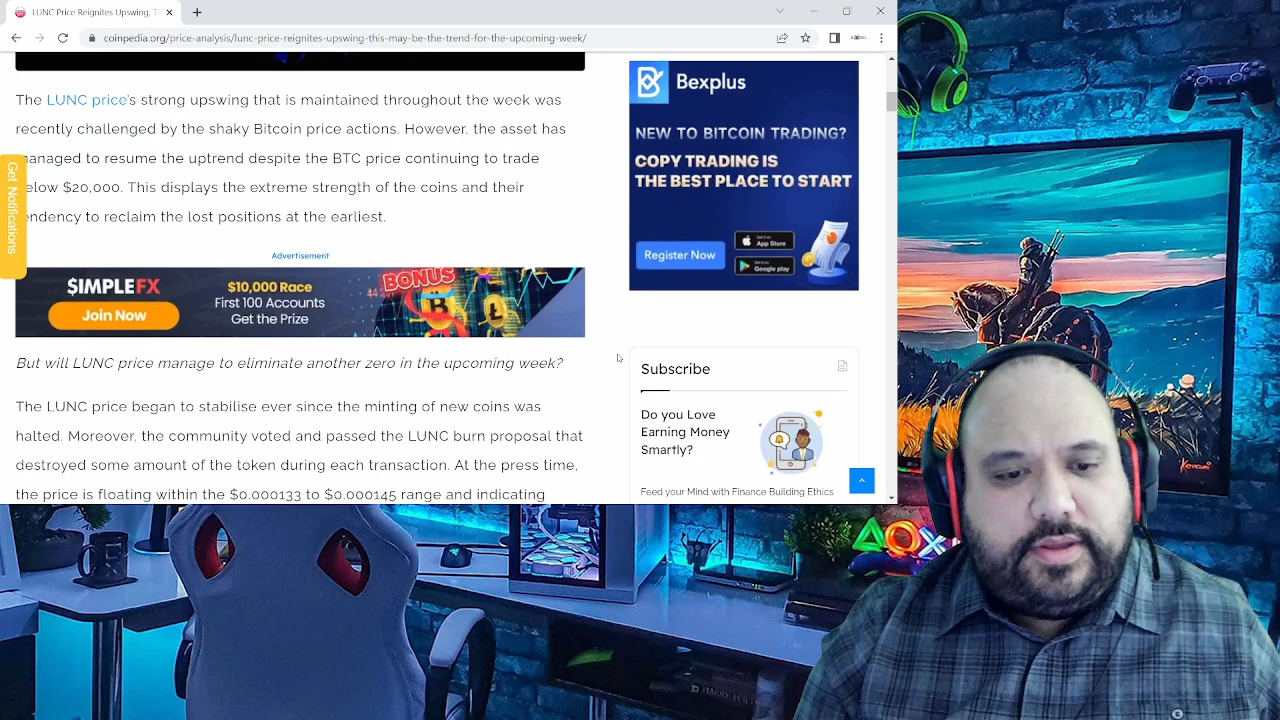 LUNC Price Reignites Upswing, T
coinpedia.org/price-analysis/lunc-price-reignites-upswing-this-may-be-the-trend-for-the-upcoming-week/
The LUNC price's strong upswing that is maintained throughout the week was
recently challenged by the shaky Bitcoin price actions. However, the asset has
managed to resume the uptrend despite the BTC price continuing to trade
below $20,000. This displays the extreme strength of the coins and their
tendency to reclaim the lost positions at the earliest.
Get Notifications
Advertisement
$IMPLEFX
Join Now
$10,000 Race
First 100 Accounts
Get the Prize
BONUS
But will LUNC price manage to eliminate another zero in the upcoming week?
The LUNC price began to stabilise ever since the minting of new coins was
halted. Moreover, the community voted and passed the LUNC burn proposal that
destroyed some amount of the token during each transaction. At the press time,
the price is floating within the $0.000133 to $0.000145 range and indicating
Bexplus
NEW TO BITCOIN TRADING?
COPY TRADING IS
THE BEST PLACE TO START
Register Now
Get it on
App Store
Get it on
Google play
Subscribe
Do you Love
Earning Money
Smartly?
Feed your Mind with Finance Building Ethics